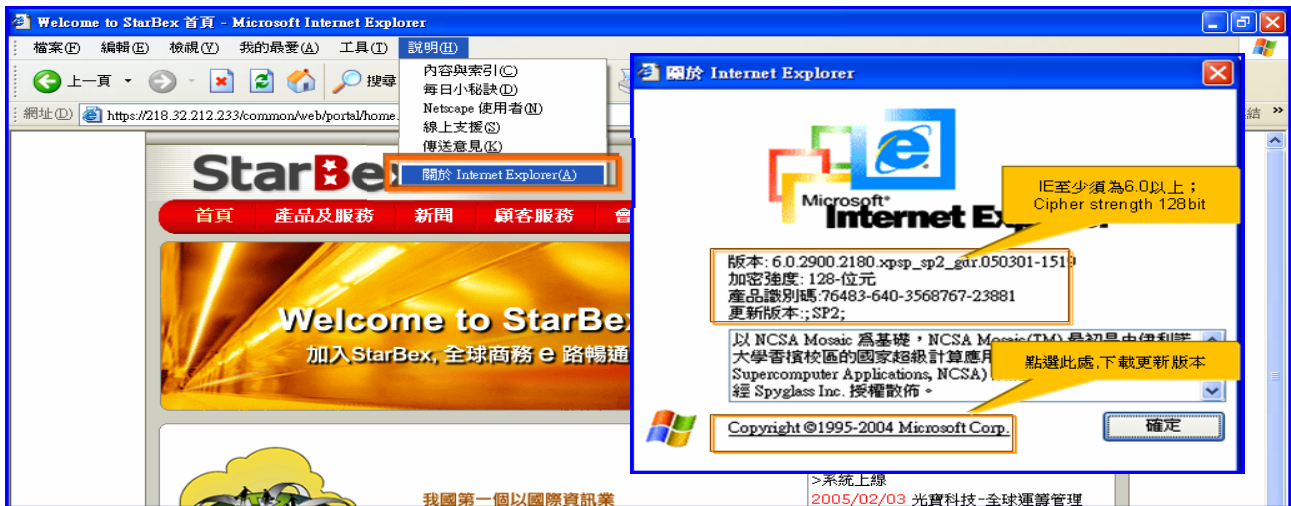 Welcome to StarBex 首頁 - Microsoft Internet Explorer
檔案(F) 編輯(E) 檢視(V) 我的最愛(A) 工具(T) 説明(H)
上一頁
搜尋
網址(D) https://218.32.212.233/common/web/portal/home.
結
內容與索引(C)
每日小秘訣(D)
Netscape 使用者(N)
線上支援(S)
傳送意見(K)
關於 Internet Explorer(A)
StarBe
首頁 產品及服務 新聞 顧客服務 會
Welcome to StarBe
加入StarBex, 全球商務 e 路暢通
我國第一個以國際資訊業
>系統上線
2005/02/03 光寶科技-全球運籌管理
關於 Internet Explorer
Microsoft
Internet Ex
IE至少須為6.0以上；
Cipher strength 128bit
版本: 6.0.2900.2180.xpsp_sp2_gdr.050301-1519
加密強度: 128-位元
產品識別碼:76483-640-3568767-23881
更新版本:;SP2;
以 NCSA Mosaic 為基礎，NCSA Mosaic(TM) 最初是由伊利諾
大學香檳校區的國家超級計算應用
Supercomputer Applications, NCSA)
經 Spyglass Inc. 授權散佈。
點選此處,下載更新版本
Copyright ©1995-2004 Microsoft Corp.
確定